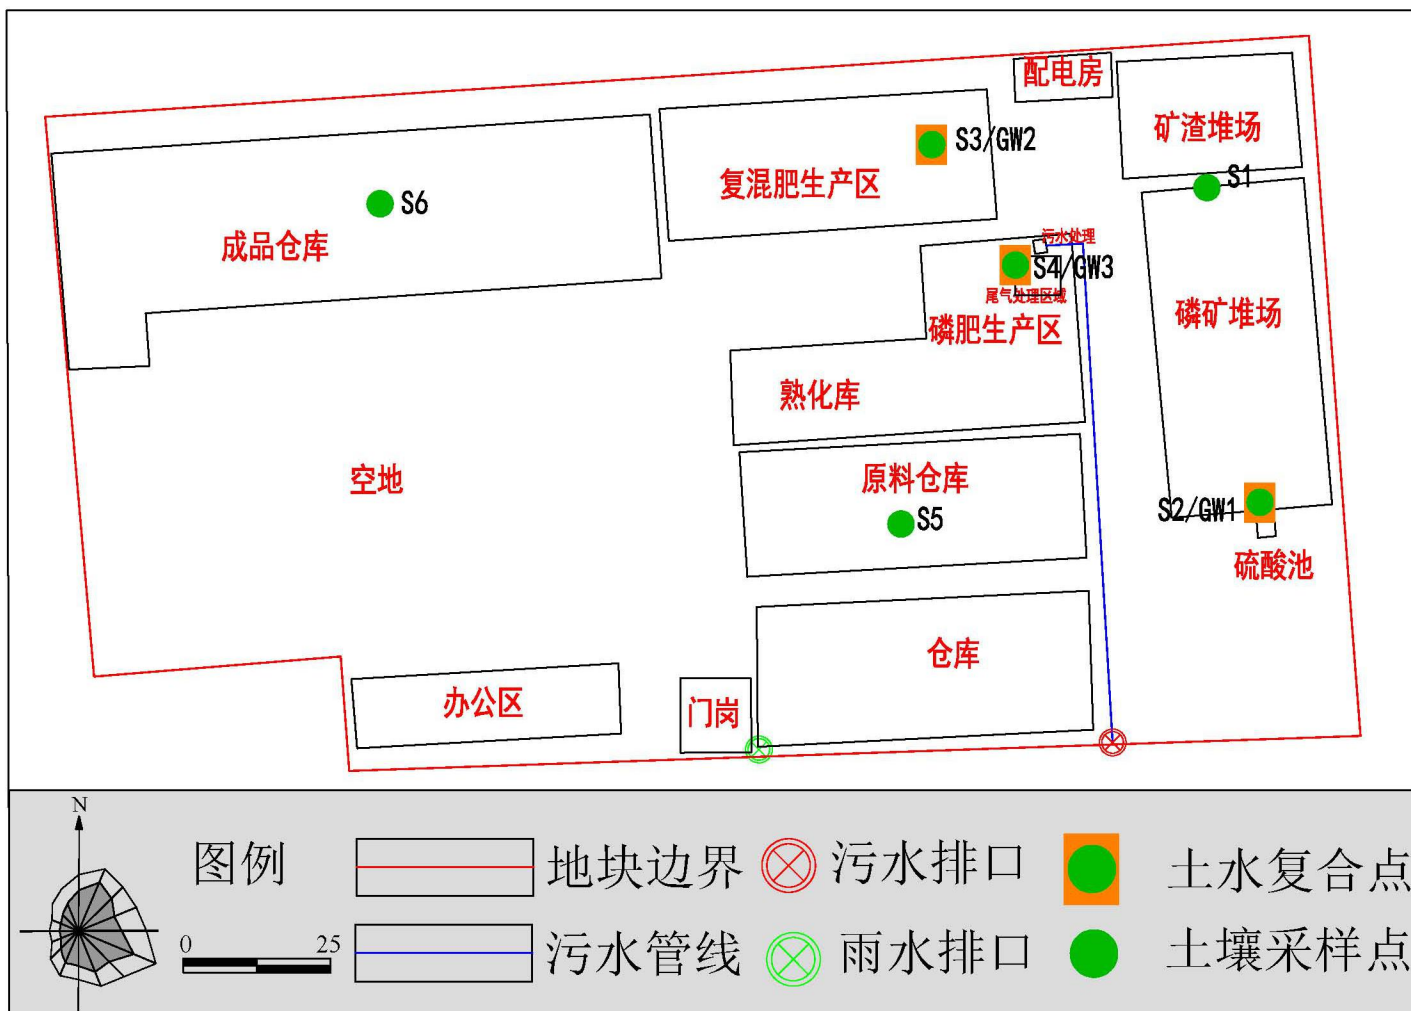 配电房
矿渣堆场
S3/GW2
复混肥生产区
S1
S6
成品仓库
污水处理
S4/GW3
尾气处理区域
磷肥生产区
磷矿堆场
熟化库
空地
原料仓库
S2/GW1
S5
硫酸池
仓库
办公区
门岗
N
图例
地块边界
污水排口
土水复合点
0 25
污水管线
雨水排口
土壤采样点